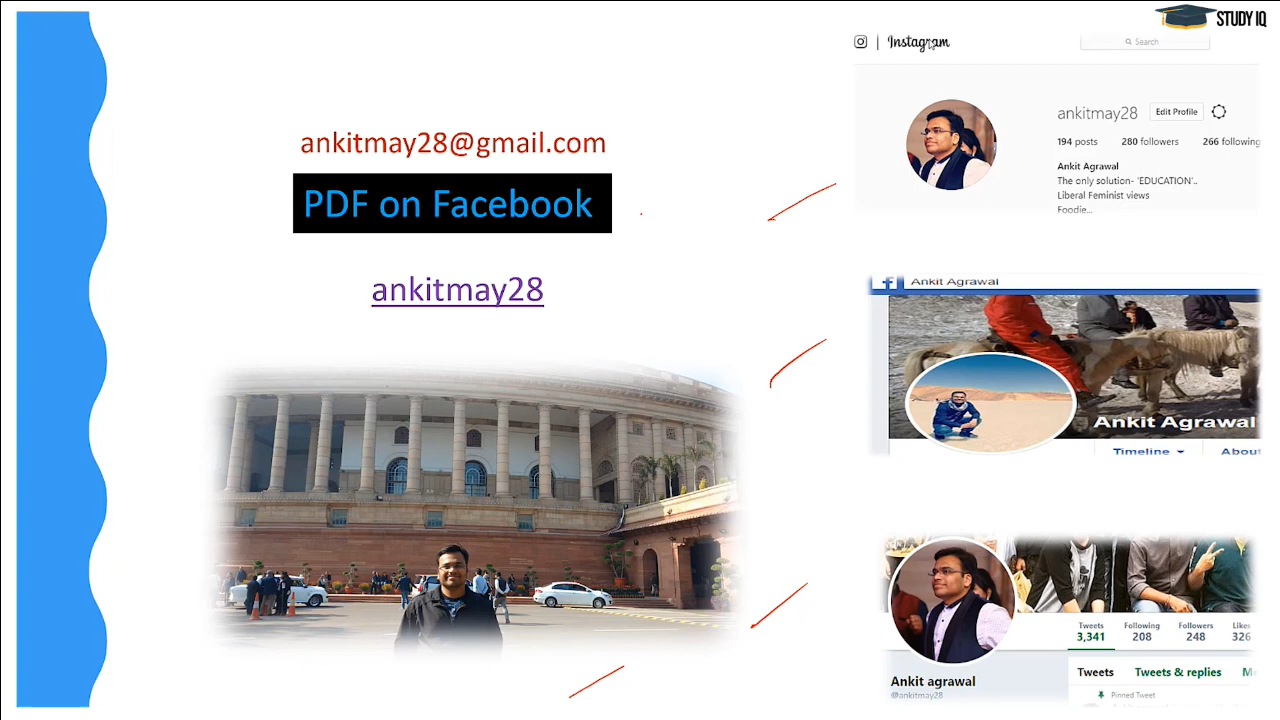 STUDY IQ
Instagram
Search
ankitmay28@gmail.com
PDF on Facebook
ankitmay28
ankitmay28 Edit Profile
194 posts 280 followers 266 following
Ankit Agrawal
The only solution- 'EDUCATION'..
Liberal Feminist views
Foodie...
f Ankit Agrawal
Ankit Agrawal
Timeline About
Tweets Following Followers Likes
3,341 208 248 326
Ankit agrawal
@ankitmay28
Tweets Tweets & replies
Pinned Tweet